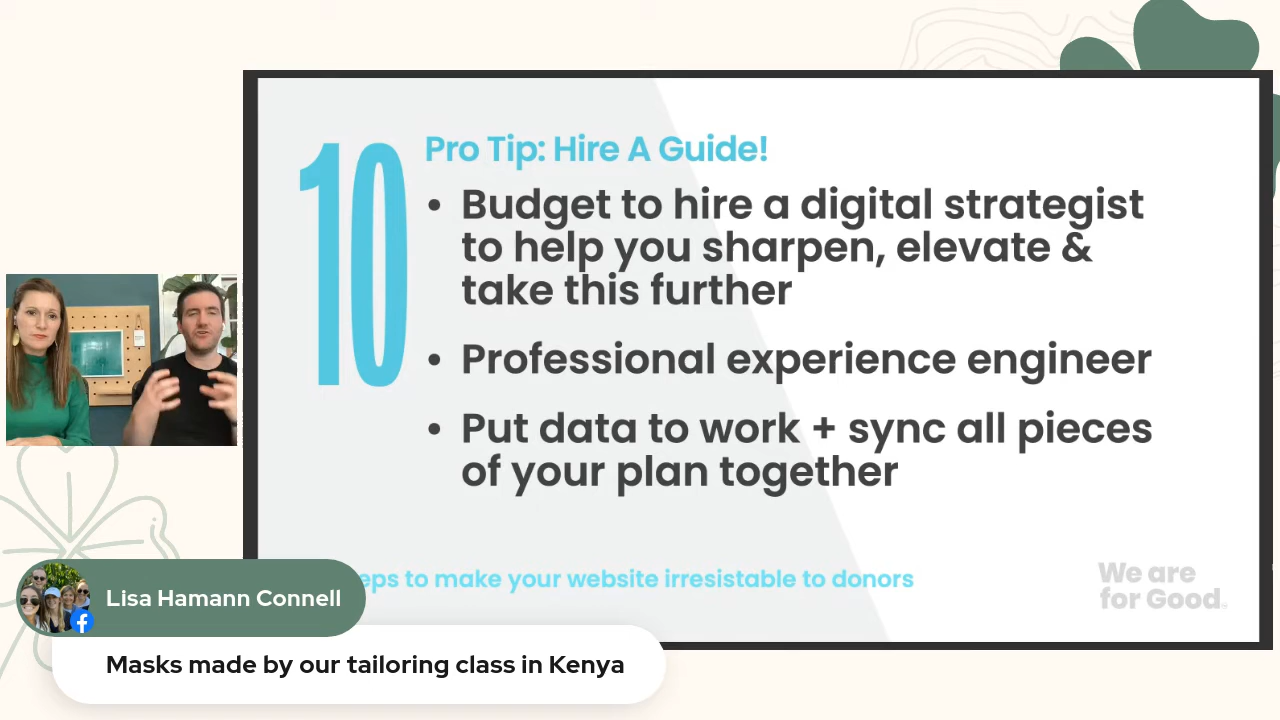 10
Pro Tip: Hire A Guide!
• Budget to hire a digital strategist
to help you sharpen, elevate &
take this further
• Professional experience engineer
• Put data to work + sync all pieces
of your plan together
to make your website irresistable to donors
We are
for Good
Lisa Hamann Connell
Masks made by our tailoring class in Kenya